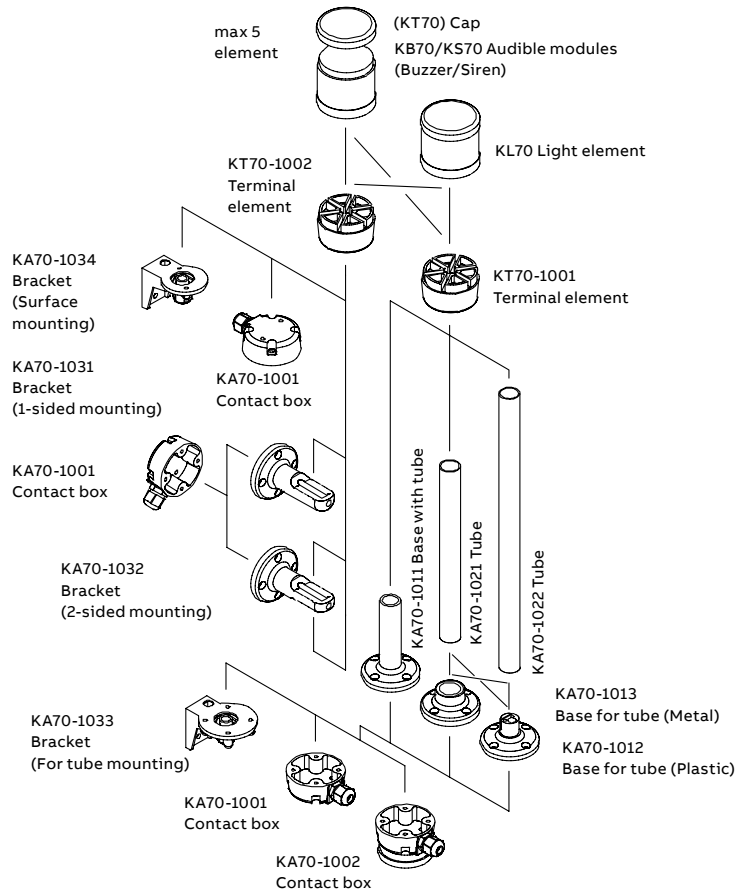 max 5
element
(KT70) Cap
KB70/KS70 Audible modules
(Buzzer/Siren)
KL70 Light element
KT70-1002
Terminal
element
KA70-1034
Bracket
(Surface
mounting)
KT70-1001
Terminal element
KA70-1031
Bracket
(1-sided mounting)
KA70-1001
Contact box
KA70-1001
Contact box
KA70-1032
Bracket
(2-sided mounting)
KA70-1011 Base with tube
KA70-1021 Tube
KA70-1022 Tube
KA70-1013
Base for tube (Metal)
KA70-1033
Bracket
(For tube mounting)
KA70-1012
Base for tube (Plastic)
KA70-1001
Contact box
KA70-1002
Contact box